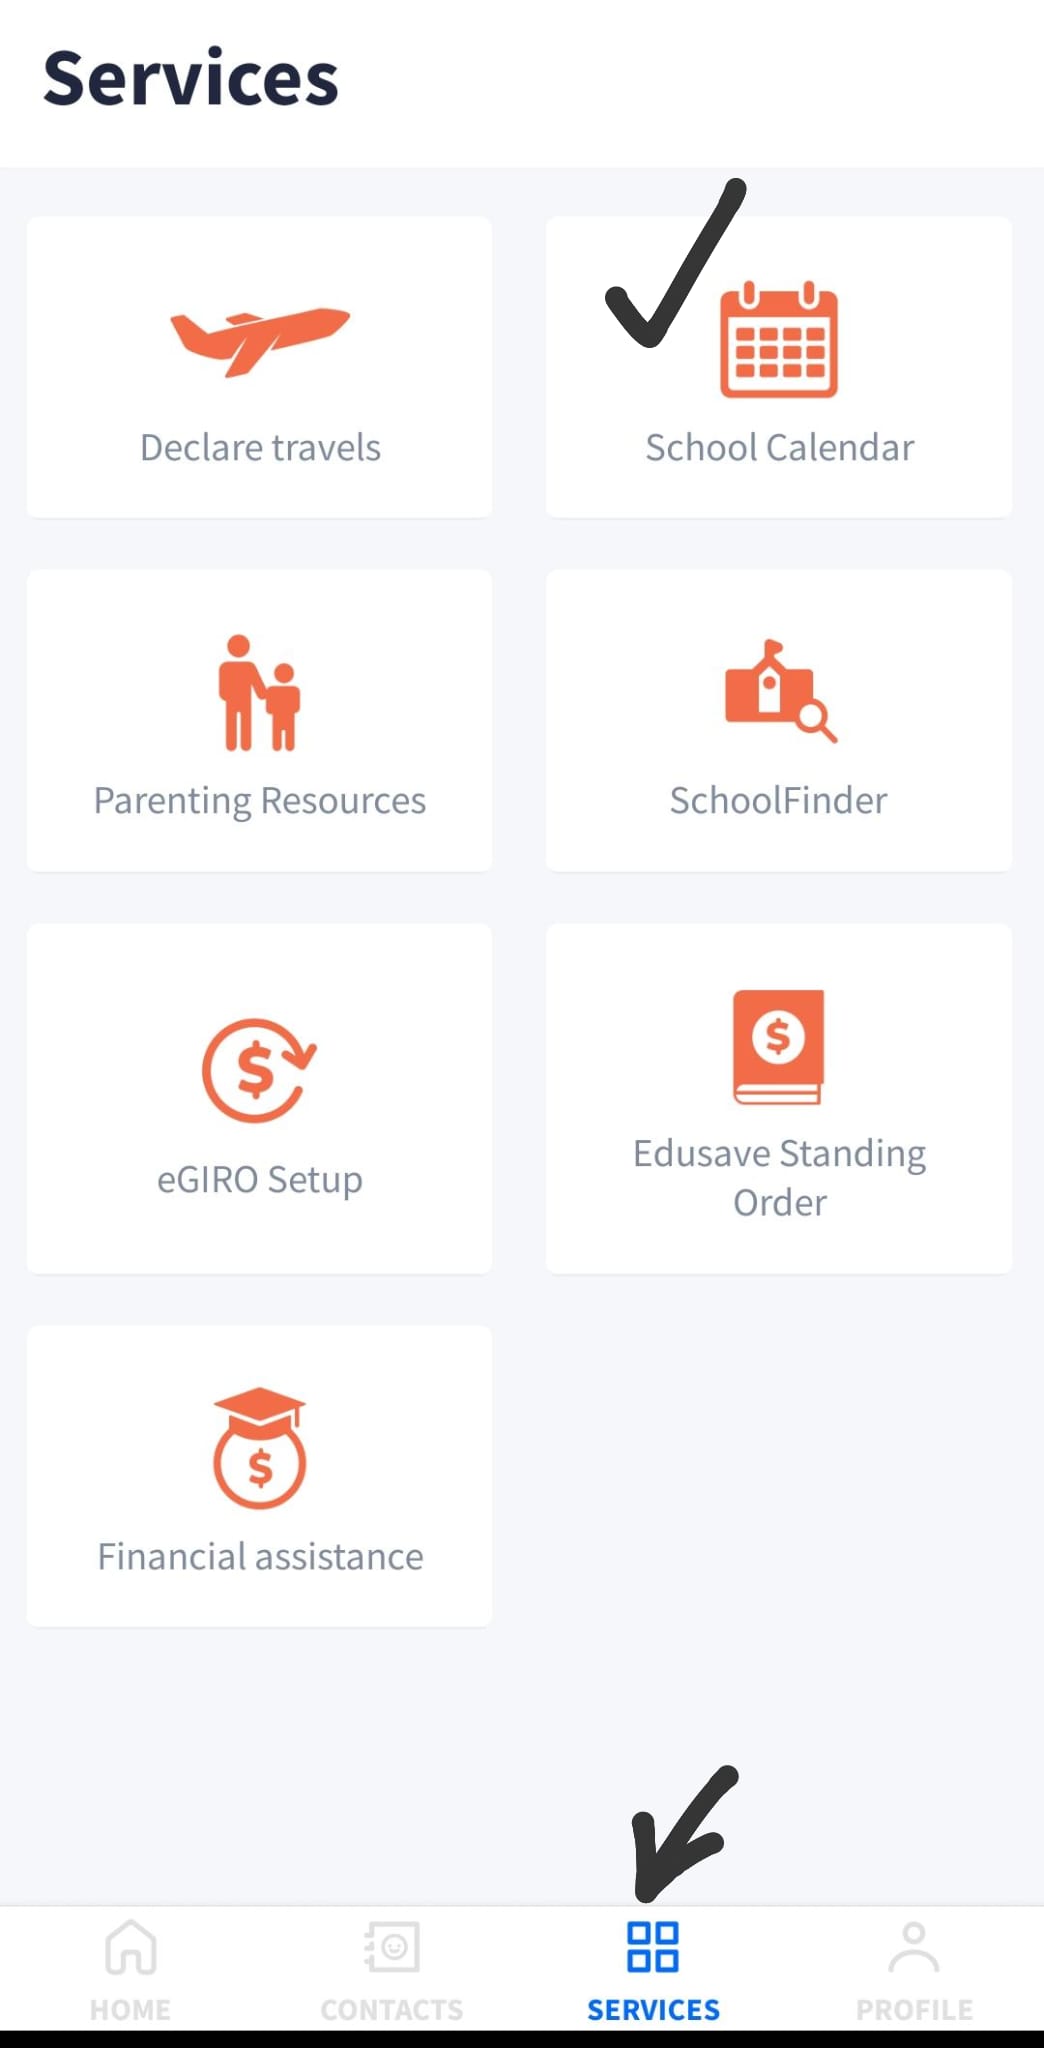 Services
Declare travels
School Calendar
Parenting Resources
SchoolFinder
$
eGIRO Setup
$
Edusave Standing
Order
$
Financial assistance
HOME
CONTACTS
SERVICES
PROFILE